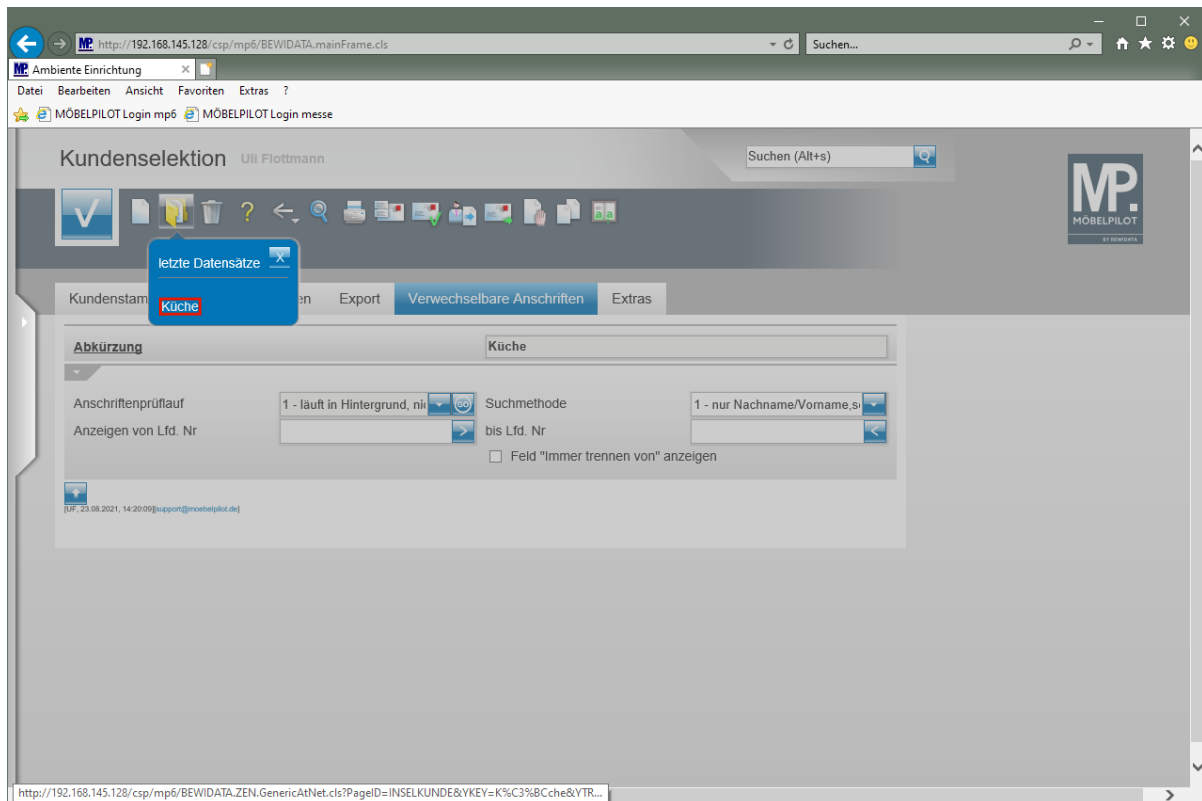 http://192.168.145.128/csp/mp6/BEWIDATA.mainFrame.cls
Suchen...
MP. Ambiente Einrichtung
Datei Bearbeiten Ansicht Favoriten Extras ?
MÖBELPILOT Login mp6 MÖBELPILOT Login messe
Kundenselektion Uli Flottmann
Suchen (Alt+s)
MP.
MÖBELPILOT
BY BEWIDATA
letzte Datensätze X
Küche
Kundenstam en Export Verwechselbare Anschriften Extras
Abkürzung Küche
Anschriftenprüflauf 1 - läuft in Hintergrund, ni Suchmethode 1 - nur Nachname/Vorname,s
Anzeigen von Lfd. Nr > bis Lfd. Nr <
Feld "Immer trennen von" anzeigen
[UF, 23.08.2021, 14:20:09][support@moebelpilot.de]
http://192.168.145.128/csp/mp6/BEWIDATA.ZEN.GenericAtNet.cls?PageID=INSELKUNDE&YKEY=K%C3%BCche&YTR...